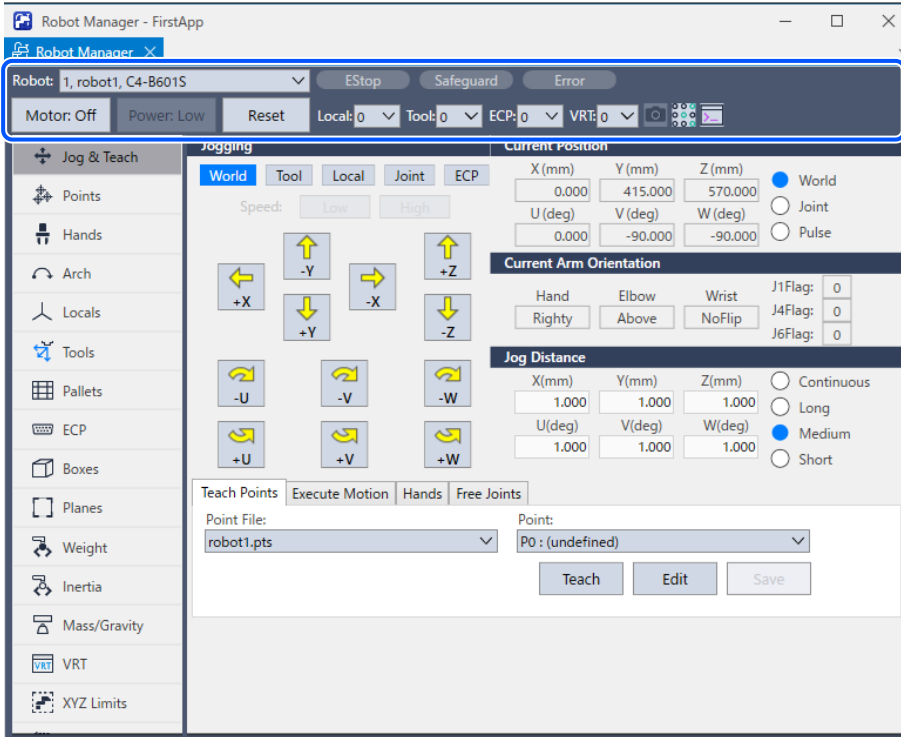 Robot Manager - FirstApp
Robot Manager
Robot: 1, robot1, C4-B601S EStop Safeguard Error
Motor: Off Power: Low Reset Local: 0 Tool: 0 ECP: 0 VRT: 0
Jog & Teach
Points
Hands
Arch
Locals
Tools
Pallets
ECP
Boxes
Planes
Weight
Inertia
Mass/Gravity
VRT VRT
XYZ Limits
Jogging
World Tool Local Joint ECP
Speed: Low High
-Y +Z
+X -X
+Y -Z
-U -V -W
+U +V +W
Current Position
X (mm) Y (mm) Z (mm)
0.000 415.000 570.000
U (deg) V (deg) W (deg)
0.000 -90.000 -90.000
World
Joint
Pulse
Current Arm Orientation
Hand Elbow Wrist
Righty Above NoFlip
J1Flag: 0
J4Flag: 0
J6Flag: 0
Jog Distance
X(mm) Y(mm) Z(mm)
1.000 1.000 1.000
U(deg) V(deg) W(deg)
1.000 1.000 1.000
Continuous
Long
Medium
Short
Teach Points Execute Motion Hands Free Joints
Point File: Point:
robot1.pts P0 : (undefined)
Teach Edit Save